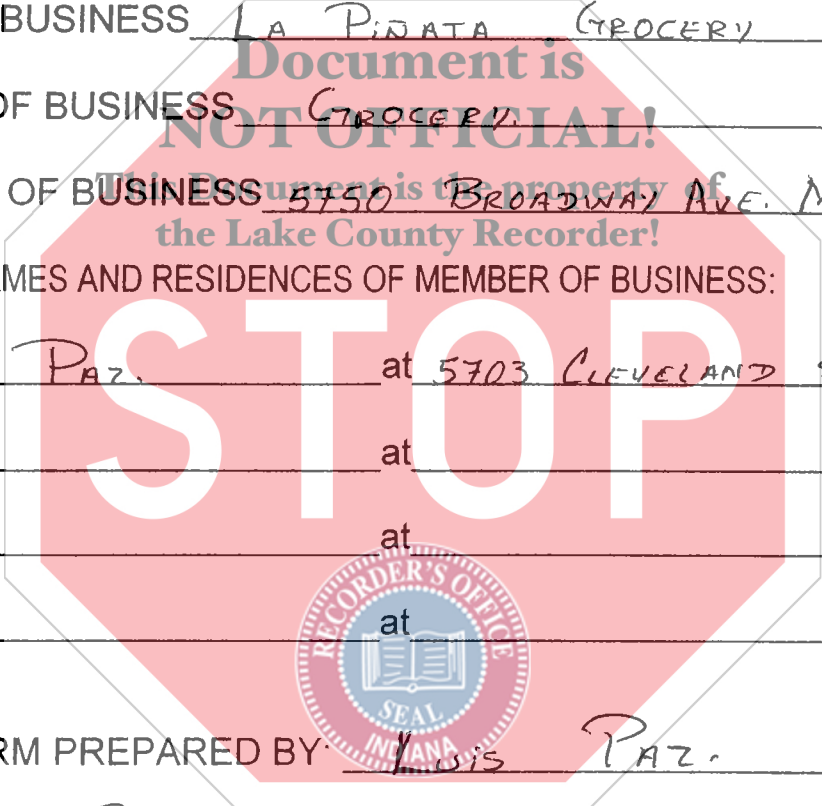 BUSINESS LA PIÑATA GROCERY
Document is
OF BUSINESS GROCERY.
NOT OFFICIAL!
OF BUSINESS 5750 BROADWAY AVE. M
This Document is the property of
the Lake County Recorder!
MES AND RESIDENCES OF MEMBER OF BUSINESS:
STOP
PAZ. at 5703 CLEVELAND
at
at
at
RECORDER'S OFFICE
SEAL
INDIANA
RM PREPARED BY: LUIS PAZ.